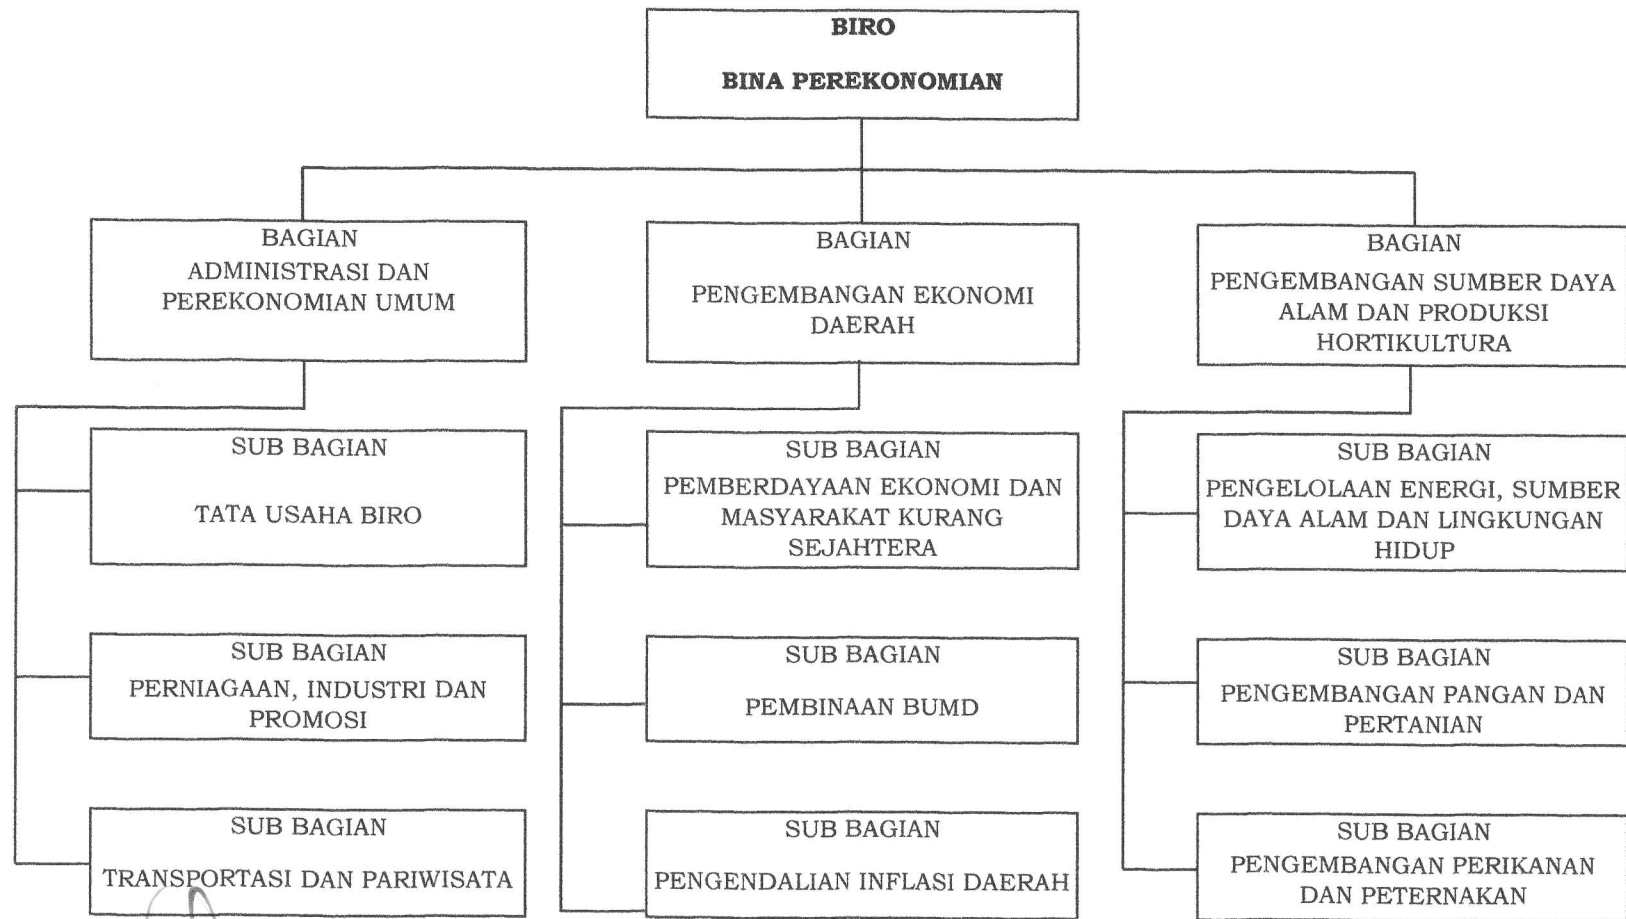 BIRO
BINA PEREKONOMIAN
BAGIAN
ADMINISTRASI DAN
PEREKONOMIAN UMUM
BAGIAN
PENGEMBANGAN EKONOMI
DAERAH
BAGIAN
PENGEMBANGAN SUMBER DAYA
ALAM DAN PRODUKSI
HORTIKULTURA
SUB BAGIAN
TATA USAHA BIRO
SUB BAGIAN
PEMBERDAYAAN EKONOMI DAN
MASYARAKAT KURANG
SEJAHTERA
SUB BAGIAN
PENGELOLAAN ENERGI, SUMBER
DAYA ALAM DAN LINGKUNGAN
HIDUP
SUB BAGIAN
PERNIAGAAN, INDUSTRI DAN
PROMOSI
SUB BAGIAN
PEMBINAAN BUMD
SUB BAGIAN
PENGEMBANGAN PANGAN DAN
PERTANIAN
SUB BAGIAN
TRANSPORTASI DAN PARIWISATA
SUB BAGIAN
PENGENDALIAN INFLASI DAERAH
SUB BAGIAN
PENGEMBANGAN PERIKANAN
DAN PETERNAKAN